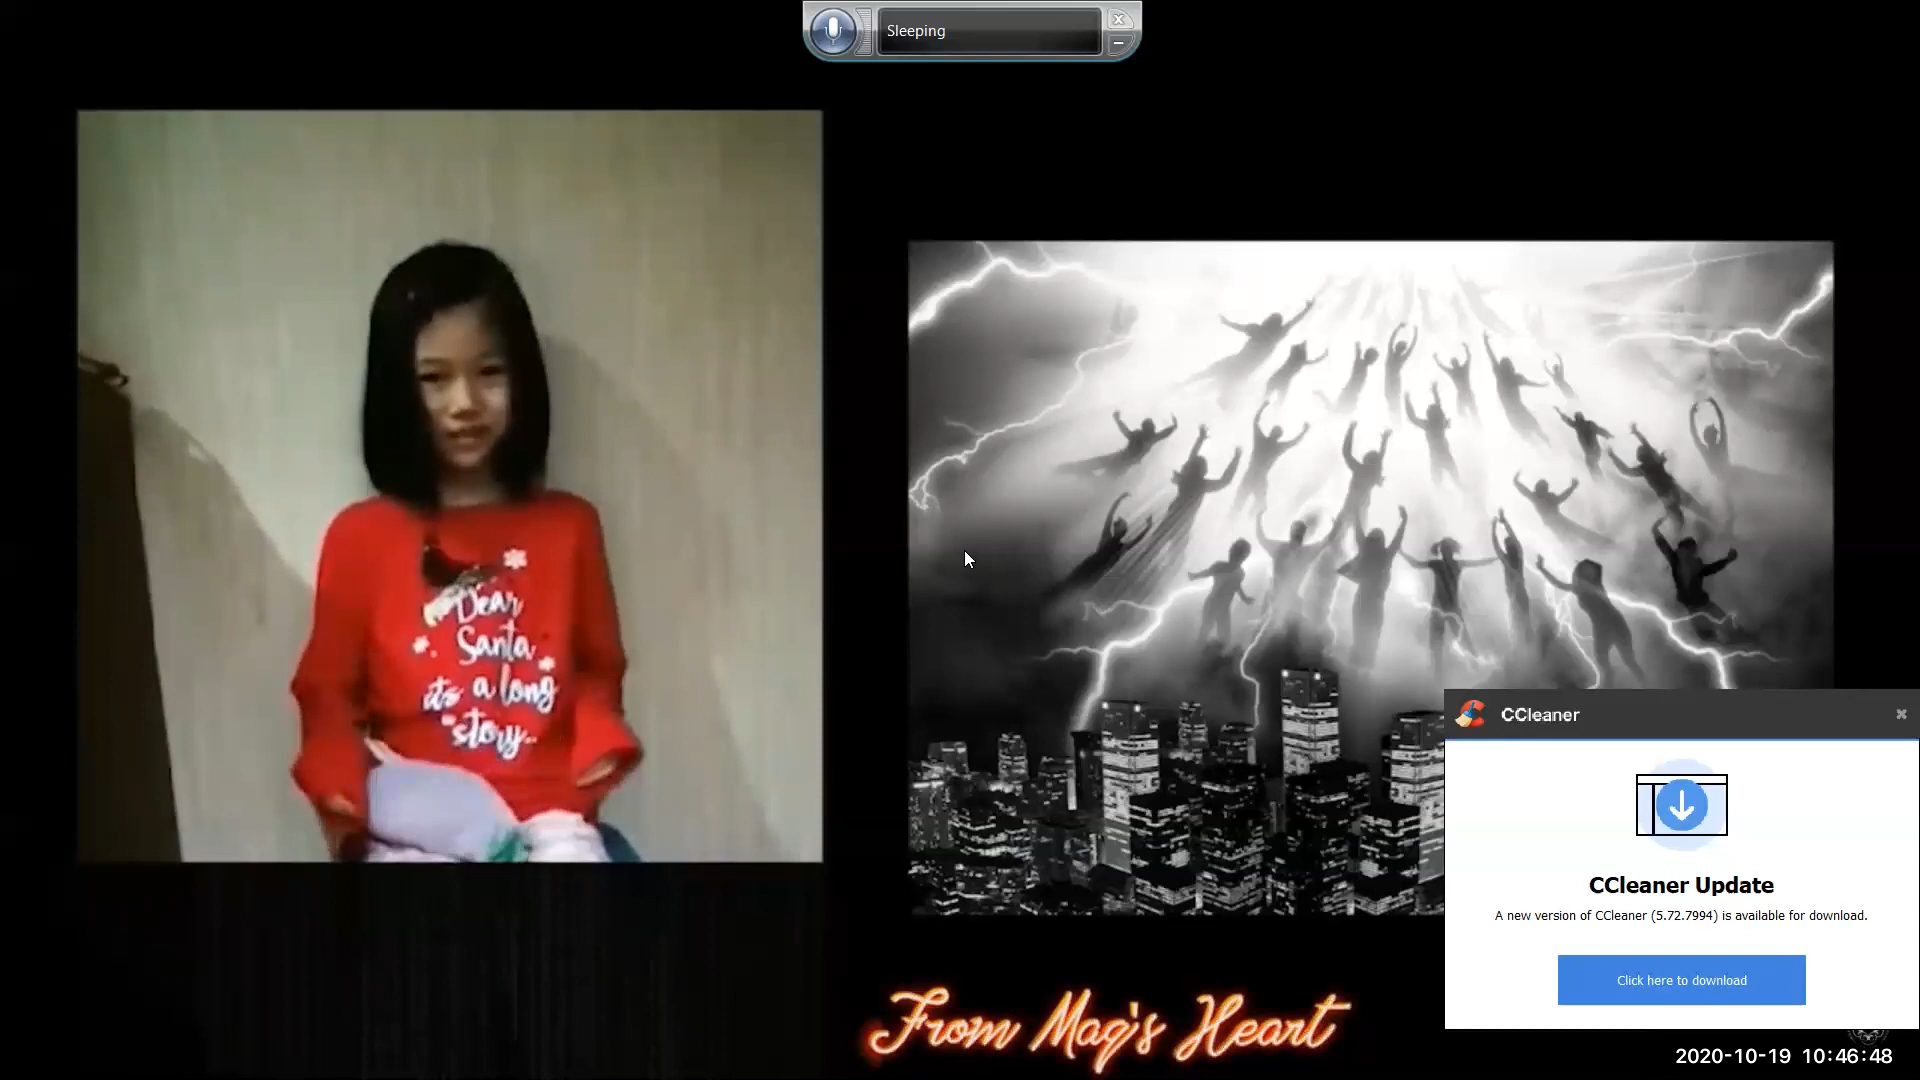 Sleeping
Dear
Santa
its a long
story..
CCleaner
CCleaner Update
A new version of CCleaner (5.72.7994) is available for download.
Click here to download
From Mag's Heart
2020-10-19 10:46:48